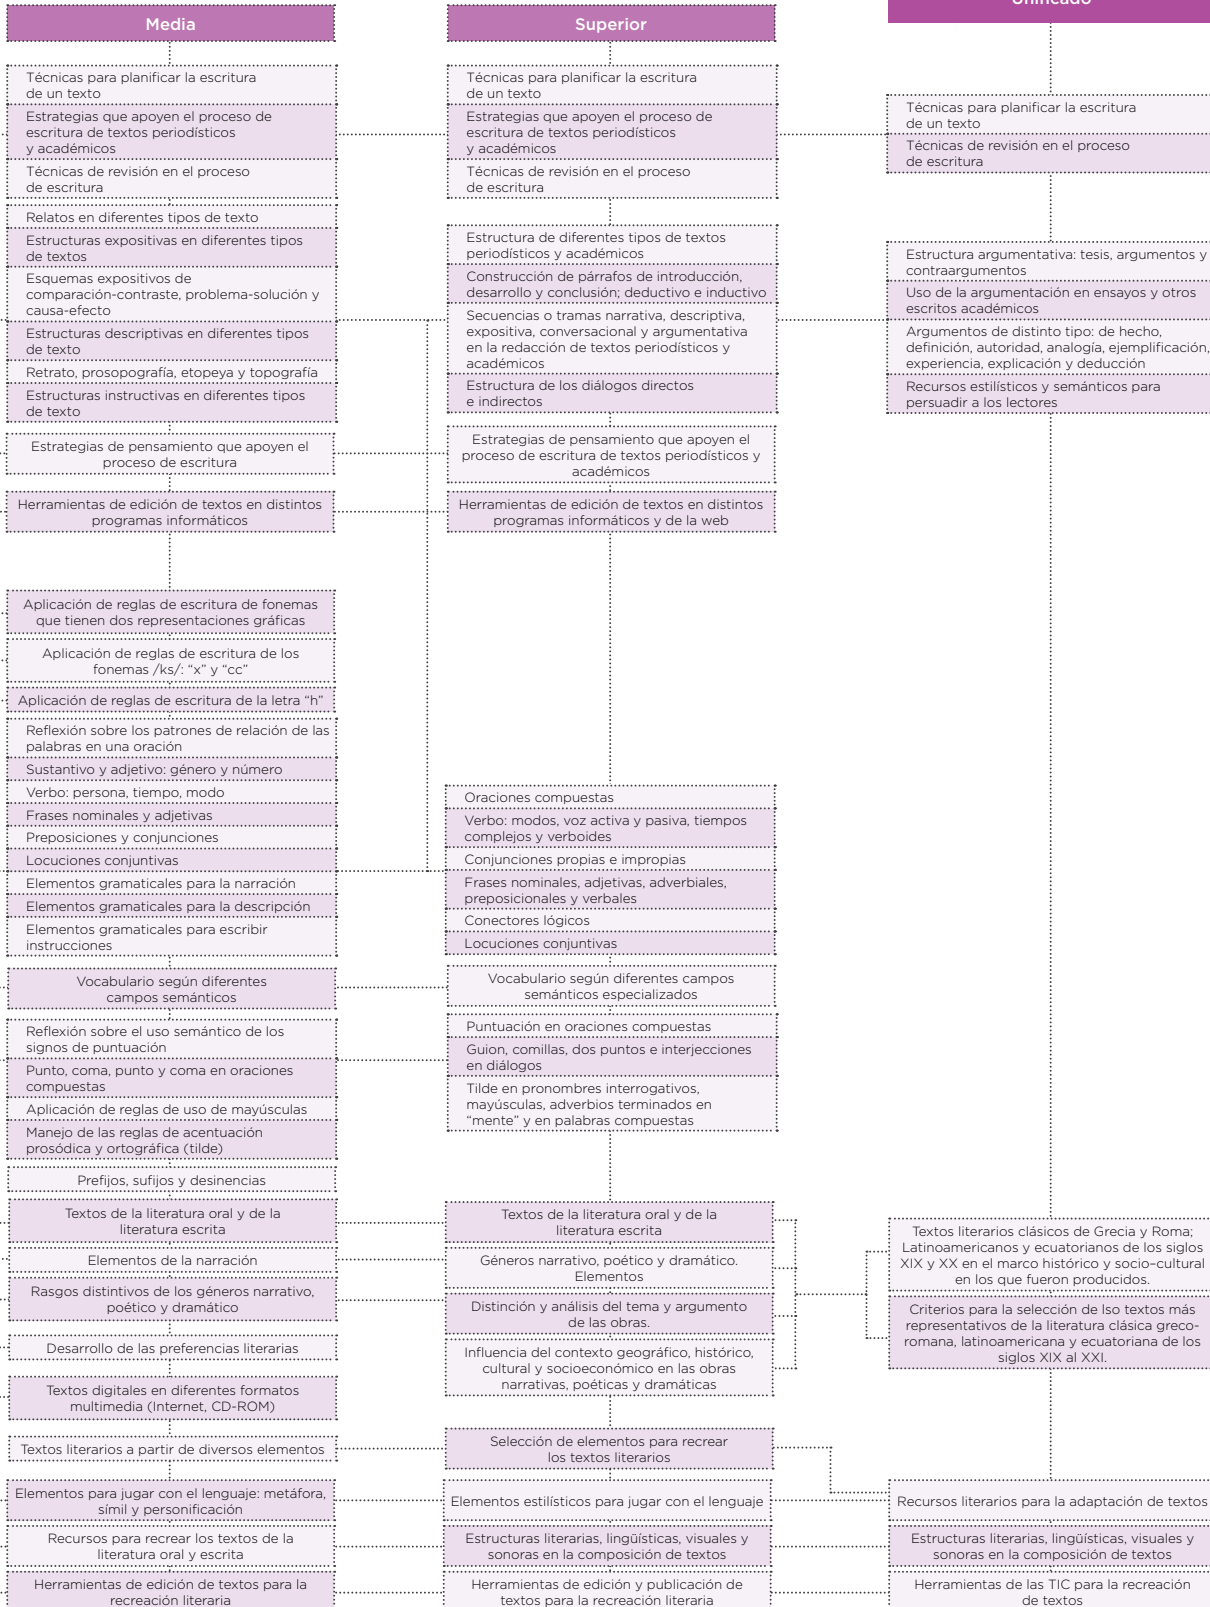 Media
Técnicas para planificar la escritura
de un texto
Estrategias que apoyen el proceso de
escritura de textos periodísticos
y académicos
Técnicas de revisión en el proceso
de escritura
Relatos en diferentes tipos de texto
Estructuras expositivas en diferentes tipos
de textos
Esquemas expositivos de
comparación-contraste, problema-solución y
causa-efecto
Estructuras descriptivas en diferentes tipos
de texto
Retrato, prosopografía, etopeya y topografía
Estructuras instructivas en diferentes tipos
de texto
Estrategias de pensamiento que apoyen el
proceso de escritura
Herramientas de edición de textos en distintos
programas informáticos
Aplicación de reglas de escritura de fonemas
que tienen dos representaciones gráficas
Aplicación de reglas de escritura de los
fonemas /ks/: “x” y “cc”
Aplicación de reglas de escritura de la letra “h”
Reflexión sobre los patrones de relación de las
palabras en una oración
Sustantivo y adjetivo: género y número
Verbo: persona, tiempo, modo
Frases nominales y adjetivas
Preposiciones y conjunciones
Locuciones conjuntivas
Elementos gramaticales para la narración
Elementos gramaticales para la descripción
Elementos gramaticales para escribir
instrucciones
Vocabulario según diferentes
campos semánticos
Reflexión sobre el uso semántico de los
signos de puntuación
Punto, coma, punto y coma en oraciones
compuestas
Aplicación de reglas de uso de mayúsculas
Manejo de las reglas de acentuación
prosódica y ortográfica (tilde)
Prefijos, sufijos y desinencias
Textos de la literatura oral y de la
literatura escrita
Elementos de la narración
Rasgos distintivos de los géneros narrativo,
poético y dramático
Desarrollo de las preferencias literarias
Textos digitales en diferentes formatos
multimedia (Internet, CD-ROM)
Textos literarios a partir de diversos elementos
Elementos para jugar con el lenguaje: metáfora,
símil y personificación
Recursos para recrear los textos de la
literatura oral y escrita
Herramientas de edición de textos para la
recreación literaria
Superior
Técnicas para planificar la escritura
de un texto
Estrategias que apoyen el proceso de
escritura de textos periodísticos
y académicos
Técnicas de revisión en el proceso
de escritura
Estructura de diferentes tipos de textos
periodísticos y académicos
Construcción de párrafos de introducción,
desarrollo y conclusión; deductivo e inductivo
Secuencias o tramas narrativa, descriptiva,
expositiva, conversacional y argumentativa
en la redacción de textos periodísticos y
académicos
Estructura de los diálogos directos
e indirectos
Estrategias de pensamiento que apoyen el
proceso de escritura de textos periodísticos y
académicos
Herramientas de edición de textos en distintos
programas informáticos y de la web
Oraciones compuestas
Verbo: modos, voz activa y pasiva, tiempos
complejos y verboides
Conjunciones propias e impropias
Frases nominales, adjetivas, adverbiales,
preposicionales y verbales
Conectores lógicos
Locuciones conjuntivas
Vocabulario según diferentes campos
semánticos especializados
Puntuación en oraciones compuestas
Guion, comillas, dos puntos e interjecciones
en diálogos
Tilde en pronombres interrogativos,
mayúsculas, adverbios terminados en
“mente” y en palabras compuestas
Textos de la literatura oral y de la
literatura escrita
Géneros narrativo, poético y dramático.
Elementos
Distinción y análisis del tema y argumento
de las obras.
Influencia del contexto geográfico, histórico,
cultural y socioeconómico en las obras
narrativas, poéticas y dramáticas
Selección de elementos para recrear
los textos literarios
Elementos estilísticos para jugar con el lenguaje
Estructuras literarias, lingüísticas, visuales y
sonoras en la composición de textos
Herramientas de edición y publicación de
textos para la recreación literaria
Unificado
Técnicas para planificar la escritura
de un texto
Técnicas de revisión en el proceso
de escritura
Estructura argumentativa: tesis, argumentos y
contraargumentos
Uso de la argumentación en ensayos y otros
escritos académicos
Argumentos de distinto tipo: de hecho,
definición, autoridad, analogía, ejemplificación,
experiencia, explicación y deducción
Recursos estilísticos y semánticos para
persuadir a los lectores
Textos literarios clásicos de Grecia y Roma;
Latinoamericanos y ecuatorianos de los siglos
XIX y XX en el marco histórico y socio-cultural
en los que fueron producidos.
Criterios para la selección de lso textos más
representativos de la literatura clásica greco-
romana, latinoamericana y ecuatoriana de los
siglos XIX al XXI.
Recursos literarios para la adaptación de textos
Estructuras literarias, lingüísticas, visuales y
sonoras en la composición de textos
Herramientas de las TIC para la recreación
de textos